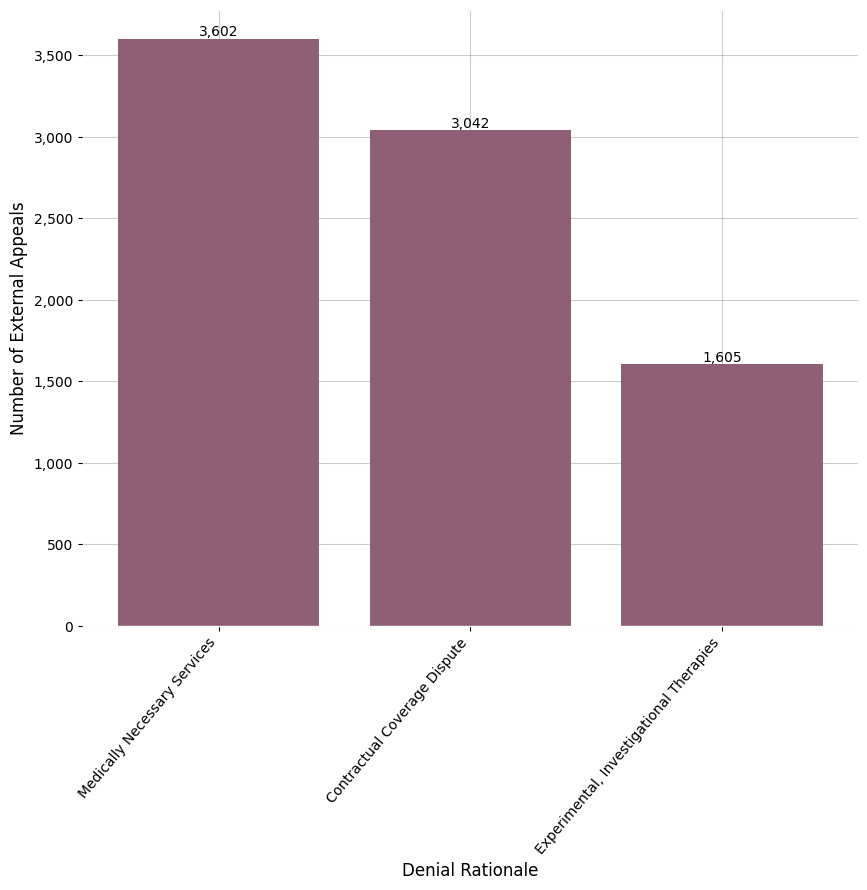 3,602
3,042
1,605
3,500
3,000
2,500
2,000
1,500
1,000
500
0
Number of External Appeals
Medically Necessary Services
Contractual Coverage Dispute
Experimental, Investigational Therapies
Denial Rationale